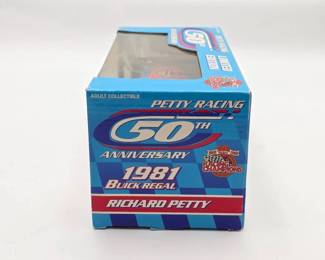 ADULT COLLECTIBLE
PETTY RACING
50TH
ANNIVERSARY
1981
BUICK REGAL
RICHARD PETTY